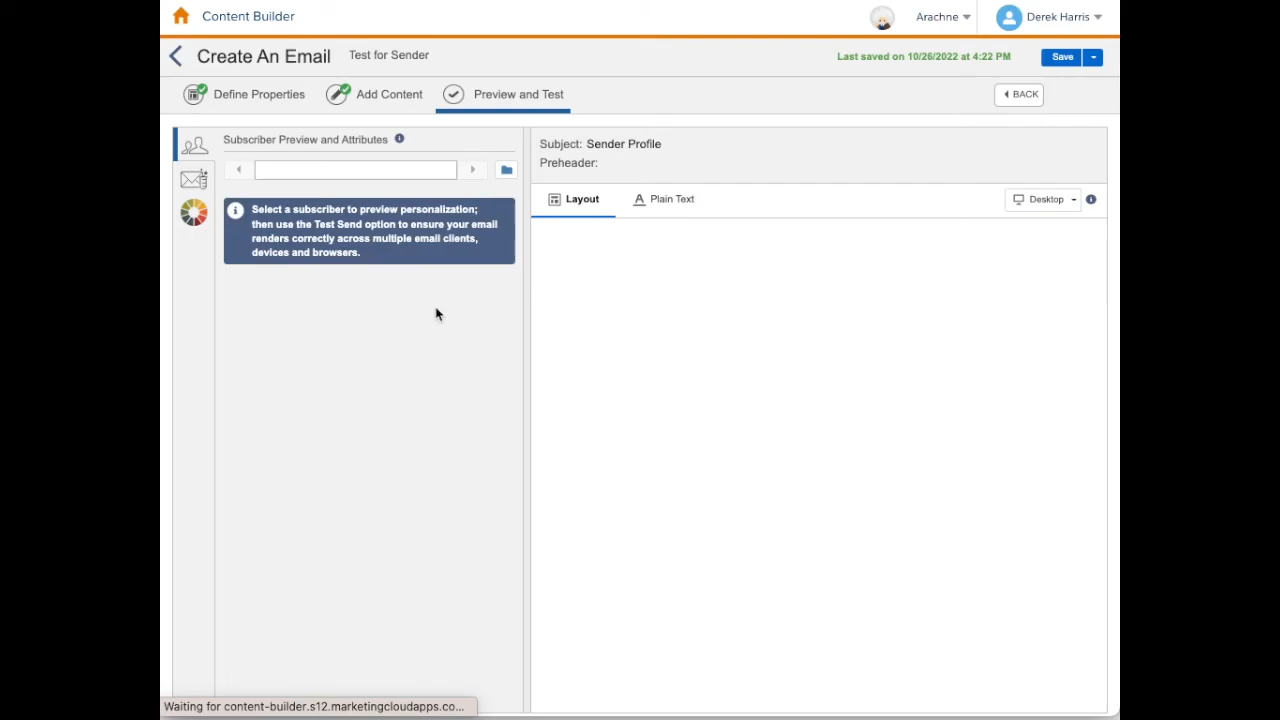 Content Builder
Arachne
Derek Harris
Create An Email
Test for Sender
Last saved on 10/26/2022 at 4:22 PM
Save
Define Properties
Add Content
Preview and Test
BACK
Subscriber Preview and Attributes
Select a subscriber to preview personalization;
then use the Test Send option to ensure your email
renders correctly across multiple email clients,
devices and browsers.
Subject: Sender Profile
Preheader:
Layout
Plain Text
Desktop
Waiting for content-builder.s12.marketingcloudapps.co...